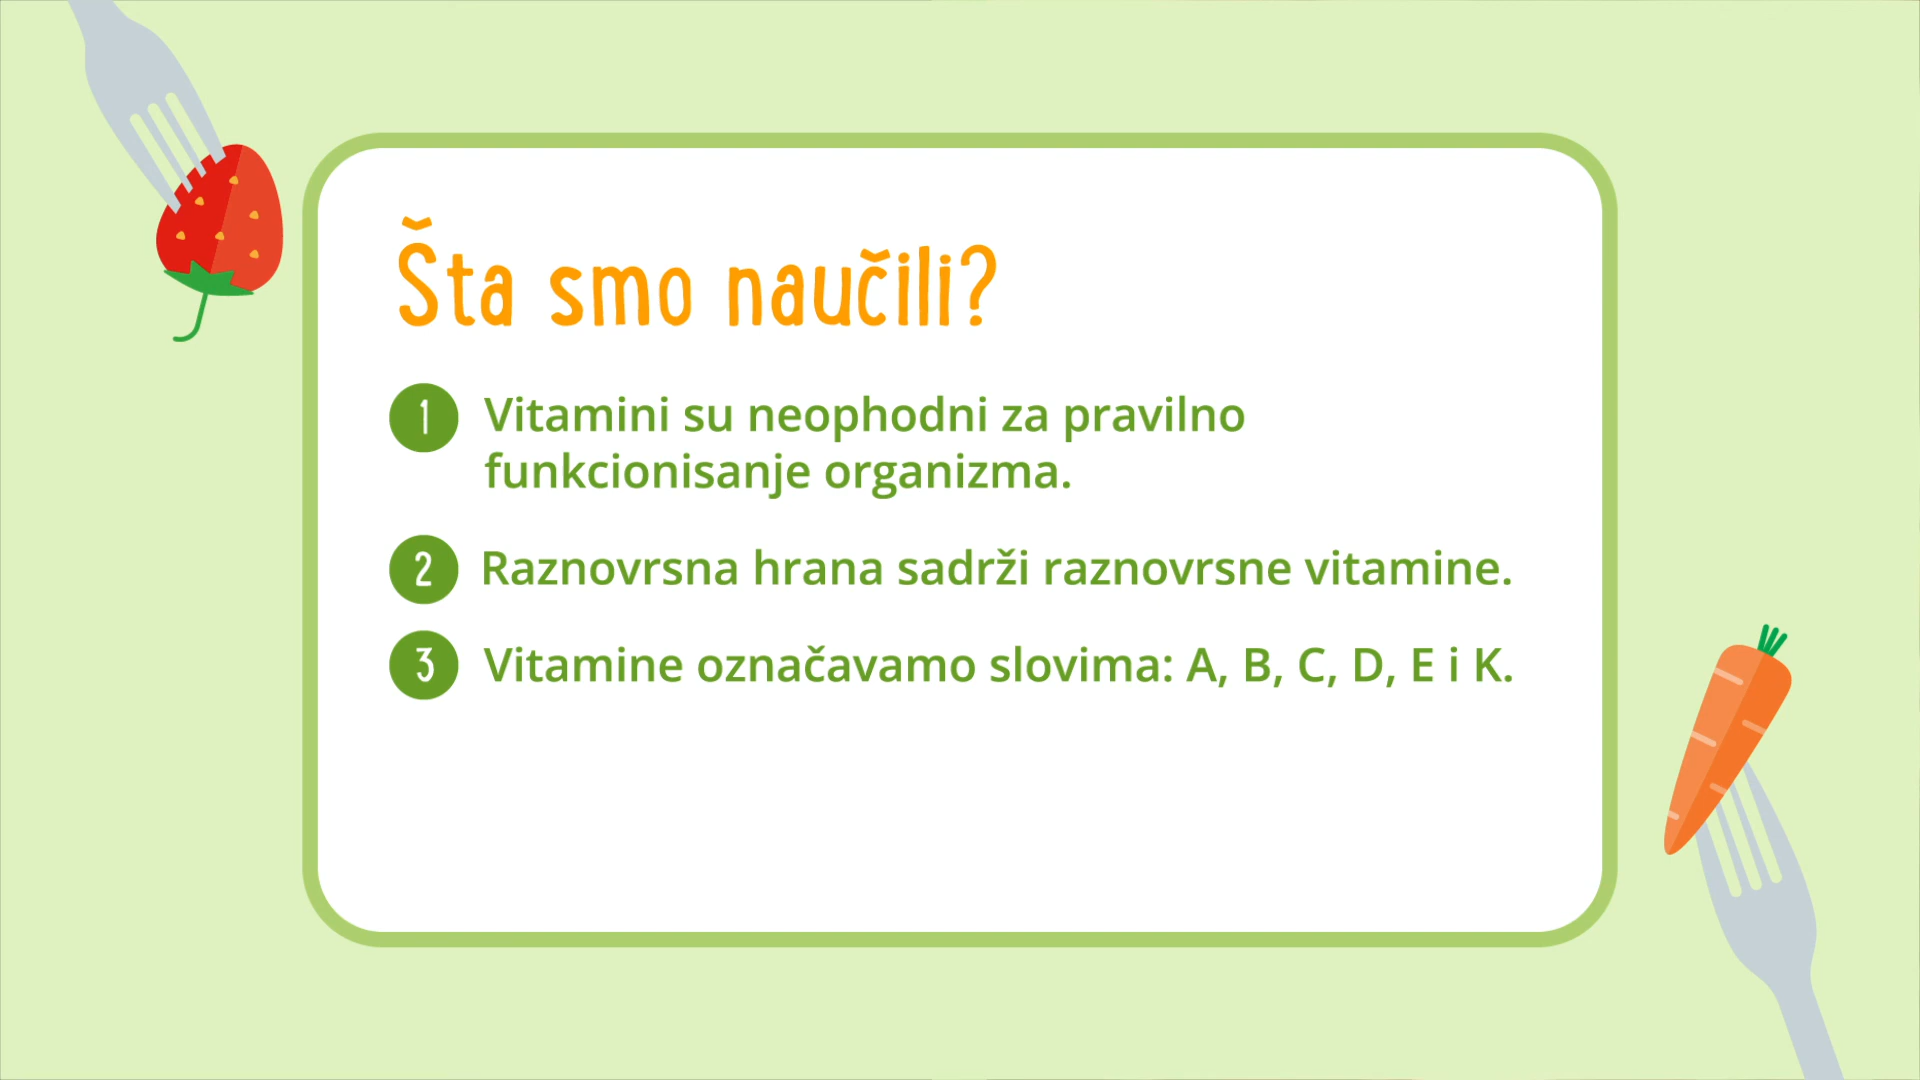 Šta smo naučili?
1 Vitamini su neophodni za pravilno
funkcionisanje organizma.
2 Raznovrsna hrana sadrži raznovrsne vitamine.
3 Vitamine označavamo slovima: A, B, C, D, E i K.